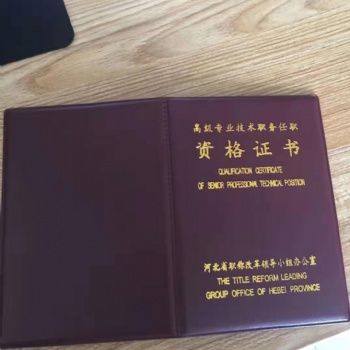 高级专业技术职务任职
资格证书
QUALIFICATION CERTIFICATE
OF SENIOR PROFESSIONAL TECHNICAL POSITION
河北省职称改革领导小组办公室
THE TITLE REFORM LEADING
GROUP OFFICE OF HEBEI PROVINCE